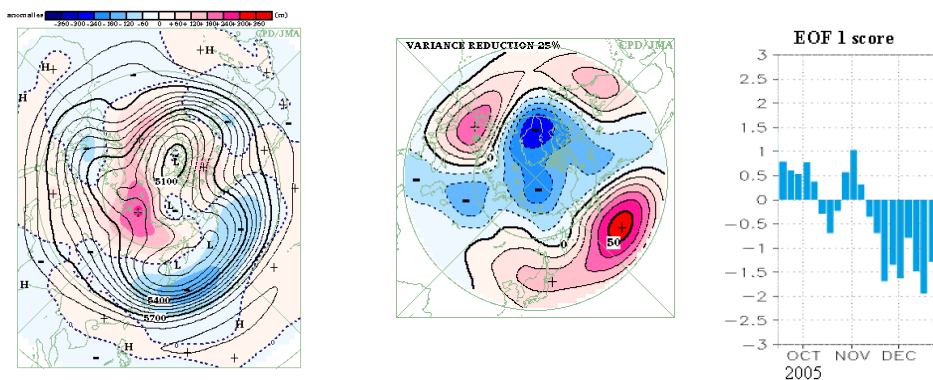 anomalies -360-300-240-180-120 -60 0 +60+120+180+240+300+360 [m]
CPD/JMA
H
H
H
H
H
H
L
L
L
L
5100
5400
5700
VARIANCE REDUCTION 25%
CPD/JMA
0
0
50
EOF 1 score
3
2.5
2
1.5
1
0.5
0
-0.5
-1
-1.5
-2
-2.5
-3
OCT NOV DEC
2005